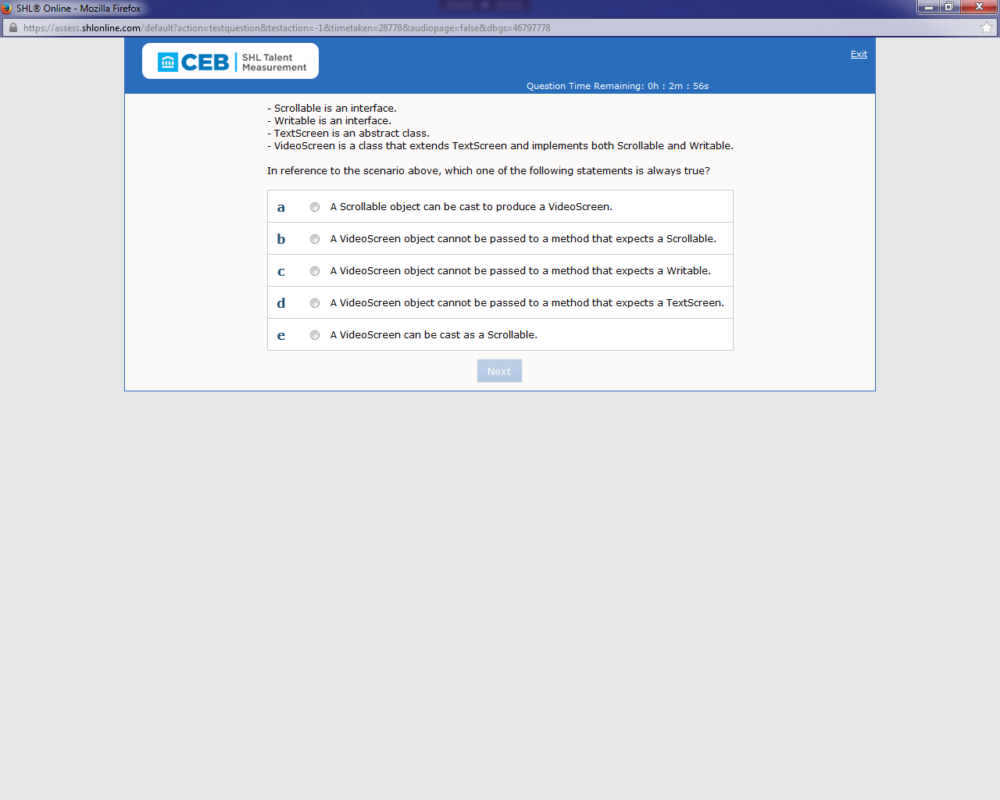 SHL® Online - Mozilla Firefox
https://assess.shlonline.com/default?action=testquestion&testaction=-1&timetaken=28778&audiopage=false&dbgs=46797778
CEB SHL Talent
Measurement
Exit
Question Time Remaining: 0h : 2m : 56s
- Scrollable is an interface.
- Writable is an interface.
- TextScreen is an abstract class.
- VideoScreen is a class that extends TextScreen and implements both Scrollable and Writable.
In reference to the scenario above, which one of the following statements is always true?
a A Scrollable object can be cast to produce a VideoScreen.
b A VideoScreen object cannot be passed to a method that expects a Scrollable.
c A VideoScreen object cannot be passed to a method that expects a Writable.
d A VideoScreen object cannot be passed to a method that expects a TextScreen.
e A VideoScreen can be cast as a Scrollable.
Next